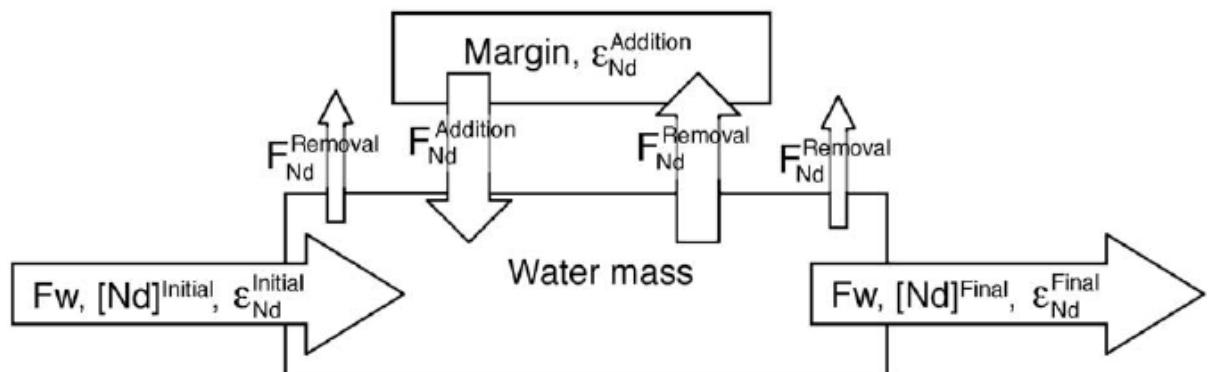 Margin, ε_Nd^Addition
F_Nd^Removal
F_Nd^Addition
F_Nd^Removal
F_Nd^Removal
Water mass
Fw, [Nd]^Initial, ε_Nd^Initial
Fw, [Nd]^Final, ε_Nd^Final